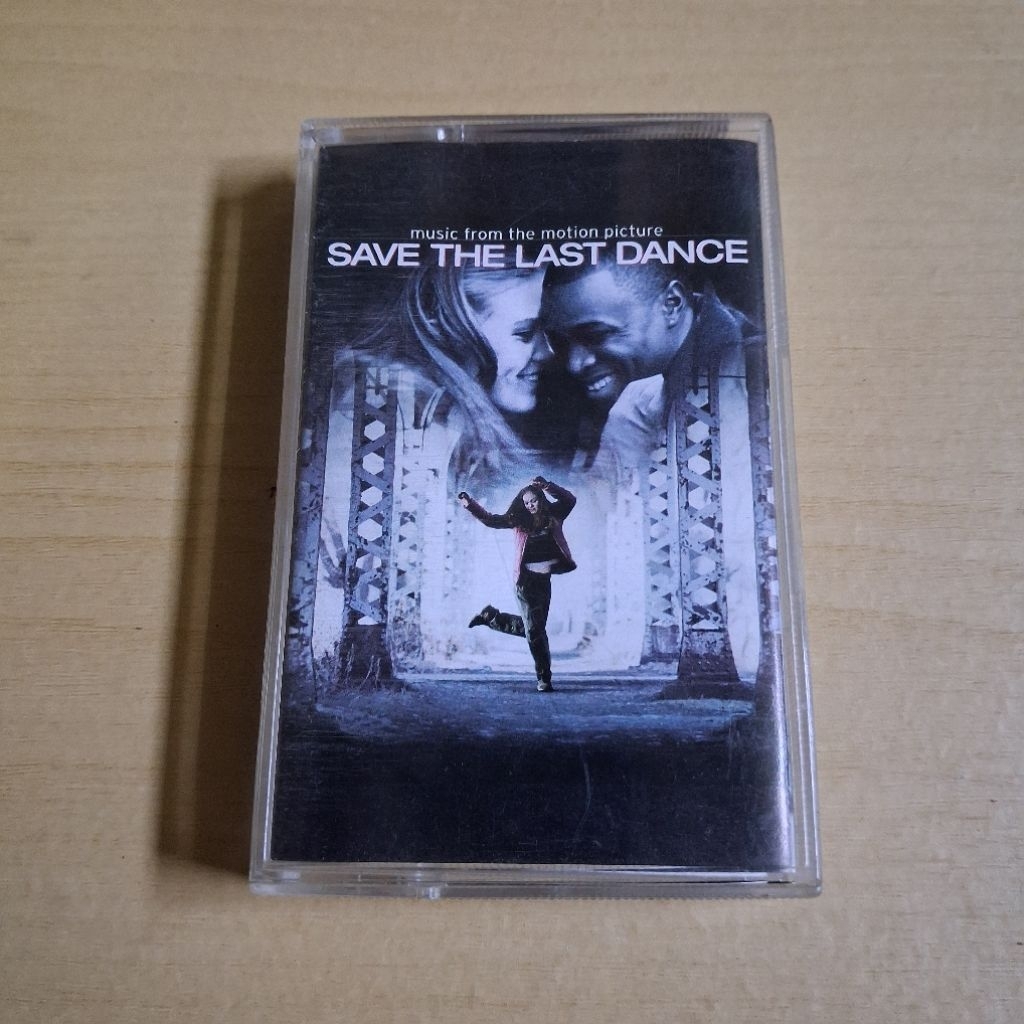 music from the motion picture
SAVE THE LAST DANCE